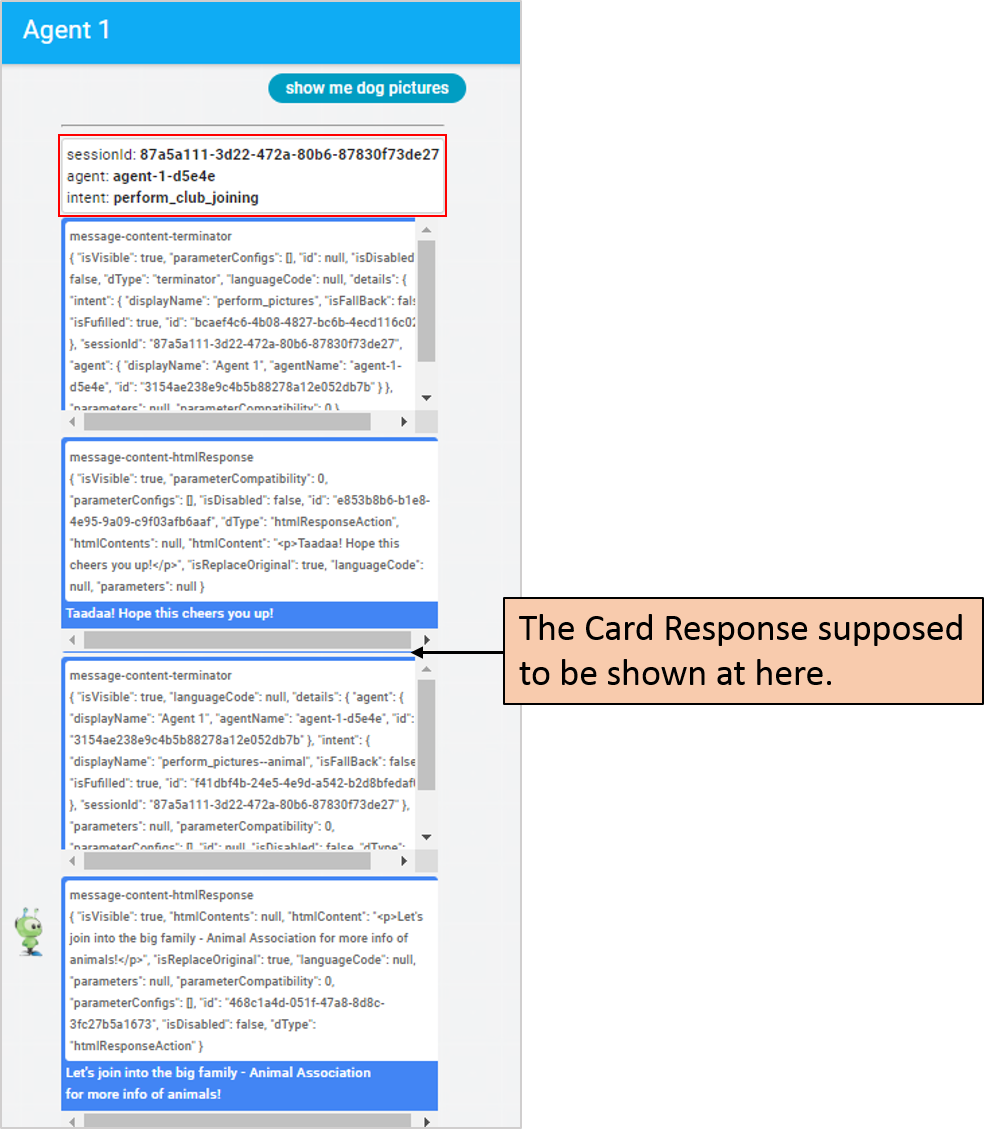 Agent 1
show me dog pictures
sessionId: 87a5a111-3d22-472a-80b6-87830f73de27
agent: agent-1-d5e4e
intent: perform_club_joining
message-content-terminator
{ "isVisible": true, "parameterConfigs": [], "id": null, "isDisabled
false, "dType": "terminator", "languageCode": null, "details": {
"intent": { "displayName": "perform_pictures", "isFallBack": fal
"isFufilled": true, "id": "bcaef4c6-4b08-4827-bc6b-4ecd116c02
}, "sessionId": "87a5a111-3d22-472a-80b6-87830f73de27",
"agent": { "displayName": "Agent 1", "agentName": "agent-1-
d5e4e", "id": "3154ae238e9c4b5b88278a12e052db7b" } },
"parameters": null, "parameterCompatibility": 0 }
message-content-htmlResponse
{ "isVisible": true, "parameterCompatibility": 0,
"parameterConfigs": [], "isDisabled": false, "id": "e853b8b6-b1e8-
4e95-9a09-c9f03afb6aaf", "dType": "htmlResponseAction",
"htmlContents": null, "htmlContent": "<p>Taadaa! Hope this
cheers you up!</p>", "isReplaceOriginal": true, "languageCode":
null, "parameters": null }
Taadaa! Hope this cheers you up!
The Card Response supposed
to be shown at here.
message-content-terminator
{ "isVisible": true, "languageCode": null, "details": { "agent": {
"displayName": "Agent 1", "agentName": "agent-1-d5e4e", "id":
"3154ae238e9c4b5b88278a12e052db7b" }, "intent": {
"displayName": "perform_pictures--animal", "isFallBack": false
"isFufilled": true, "id": "f41dbf4b-24e5-4e9d-a542-b2d8bfedaf
}, "sessionId": "87a5a111-3d22-472a-80b6-87830f73de27" },
"parameters": null, "parameterCompatibility": 0,
"parameterConfigs": [], "id": null, "isDisabled": false, "dType":
message-content-htmlResponse
{ "isVisible": true, "htmlContents": null, "htmlContent": "<p>Let's
join into the big family - Animal Association for more info of
animals!</p>", "isReplaceOriginal": true, "languageCode": null,
"parameters": null, "parameterCompatibility": 0,
"parameterConfigs": [], "id": "468c1a4d-051f-47a8-8d8c-
3fc27b5a1673", "isDisabled": false, "dType":
"htmlResponseAction" }
Let's join into the big family - Animal Association
for more info of animals!